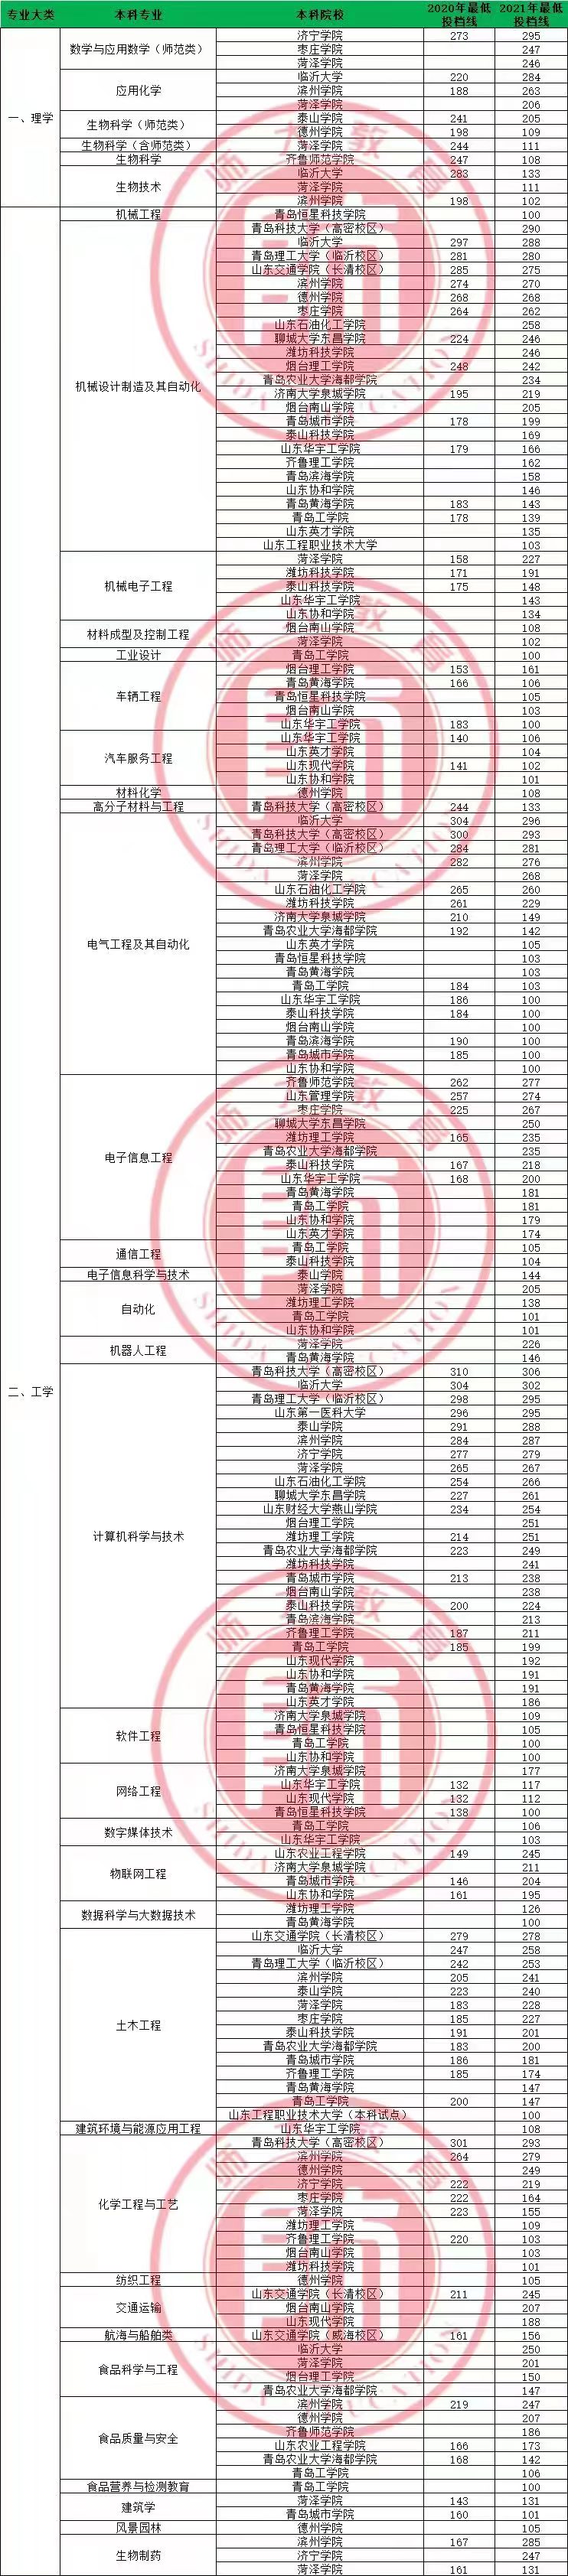 专业大类 本科专业 本科院校 2020年最低投档线 2021年最低投档线
一、理学 数学与应用数学（师范类） 济宁学院 273 295
枣庄学院 247
菏泽学院 246
应用化学 临沂大学 220 284
滨州学院 188 263
菏泽学院 206
生物科学（师范类） 泰山学院 241 205
德州学院 198 109
生物科学（含师范类） 菏泽学院 244 111
生物科学 齐鲁师范学院 247 108
生物技术 临沂大学 283 133
菏泽学院 111
滨州学院 198 102
二、工学 机械工程 青岛恒星科技学院 100
机械设计制造及其自动化 青岛科技大学（高密校区） 290
临沂大学 297 288
青岛理工大学（临沂校区） 281 280
山东交通学院（长清校区） 285 275
滨州学院 274 270
德州学院 268 268
枣庄学院 264 262
山东石油化工学院 258
聊城大学东昌学院 224 246
潍坊科技学院 246
烟台理工学院 248 242
青岛农业大学海都学院 234
济南大学泉城学院 195 219
烟台南山学院 205
青岛城市学院 178 199
泰山科技学院 169
山东华宇工学院 179 166
齐鲁理工学院 162
青岛滨海学院 158
山东协和学院 146
青岛黄海学院 183 143
青岛工学院 178 139
山东英才学院 135
山东工程职业技术大学 103
机械电子工程 菏泽学院 158 227
潍坊科技学院 171 191
泰山科技学院 175 148
山东华宇工学院 143
山东协和学院 134
材料成型及控制工程 烟台南山学院 108
菏泽学院 102
工业设计 青岛工学院 100
车辆工程 烟台理工学院 153 161
青岛黄海学院 166 106
青岛恒星科技学院 105
烟台南山学院 103
山东华宇工学院 183 100
汽车服务工程 山东华宇工学院 140 106
山东英才学院 104
山东现代学院 141 102
山东协和学院 101
材料化学 德州学院 108
高分子材料与工程 青岛科技大学（高密校区） 244 133
电气工程及其自动化 临沂大学 304 296
青岛科技大学（高密校区） 300 293
青岛理工大学（临沂校区） 284 281
滨州学院 282 276
菏泽学院 268
山东石油化工学院 265 260
潍坊科技学院 261 229
济南大学泉城学院 210 149
青岛农业大学海都学院 192 142
山东英才学院 105
青岛恒星科技学院 103
青岛黄海学院 103
青岛工学院 184 103
山东华宇工学院 186 100
泰山科技学院 184 100
烟台南山学院 100
青岛滨海学院 190 100
青岛城市学院 185 100
山东协和学院 100
电子信息工程 齐鲁师范学院 262 277
山东管理学院 257 274
枣庄学院 225 267
聊城大学东昌学院 250
潍坊理工学院 165 235
青岛农业大学海都学院 235
泰山科技学院 167 218
山东华宇工学院 168 200
青岛黄海学院 181
青岛工学院 181
山东协和学院 179
山东英才学院 174
通信工程 青岛工学院 105
泰山科技学院 104
电子信息科学与技术 泰山学院 144
自动化 菏泽学院 205
潍坊理工学院 138
青岛工学院 101
山东协和学院 101
机器人工程 菏泽学院 226
青岛黄海学院 146
计算机科学与技术 青岛科技大学（高密校区） 310 306
临沂大学 304 302
青岛理工大学（临沂校区） 298 295
山东第一医科大学 296 295
泰山学院 291 288
滨州学院 284 287
济宁学院 277 279
菏泽学院 265 267
山东石油化工学院 254 266
聊城大学东昌学院 227 261
山东财经大学燕山学院 234 254
烟台理工学院 251
潍坊理工学院 214 251
青岛农业大学海都学院 223 249
潍坊科技学院 241
青岛城市学院 213 238
烟台南山学院 238
泰山科技学院 200 224
青岛滨海学院 213
齐鲁理工学院 187 211
青岛工学院 185 199
山东现代学院 192
山东协和学院 191
青岛黄海学院 191
山东英才学院 186
软件工程 济南大学泉城学院 109
青岛恒星科技学院 105
青岛工学院 100
山东协和学院 100
网络工程 济南大学泉城学院 177
山东华宇工学院 132 117
山东现代学院 132 112
青岛恒星科技学院 138 100
数字媒体技术 青岛工学院 106
山东华宇工学院 103
物联网工程 山东农业工程学院 149 245
济南大学泉城学院 211
青岛城市学院 146 204
山东协和学院 161 195
数据科学与大数据技术 潍坊理工学院 126
青岛黄海学院 100
土木工程 山东交通学院（长清校区） 279 278
临沂大学 247 258
青岛理工大学（临沂校区） 242 253
滨州学院 205 241
泰山学院 223 240
菏泽学院 183 228
枣庄学院 185 227
泰山科技学院 191 201
青岛农业大学海都学院 183 200
青岛城市学院 186 181
齐鲁理工学院 185 174
青岛黄海学院 147
青岛工学院 200 147
山东工程职业技术大学（本科试点） 100
建筑环境与能源应用工程 山东华宇工学院 108
化学工程与工艺 青岛科技大学（高密校区） 301 293
滨州学院 264 279
德州学院 249
济宁学院 222 219
枣庄学院 222 164
菏泽学院 223 155
潍坊理工学院 109
齐鲁理工学院 220 103
烟台南山学院 103
潍坊科技学院 101
纺织工程 德州学院 105
交通运输 山东交通学院（长清校区） 211 245
烟台南山学院 207
山东现代学院 188
航海与船舶类 山东交通学院（威海校区） 161 156
食品科学与工程 临沂大学 250
菏泽学院 201
烟台理工学院 150
青岛农业大学海都学院 147
食品质量与安全 滨州学院 219 247
德州学院 207
齐鲁师范学院 186
山东农业工程学院 166 173
青岛农业大学海都学院 168 142
青岛工学院 106
食品营养与检测教育 青岛工学院 100
建筑学 菏泽学院 143 131
青岛城市学院 160 101
风景园林 德州学院 105
生物制药 滨州学院 167 285
济宁学院 247
菏泽学院 161 131